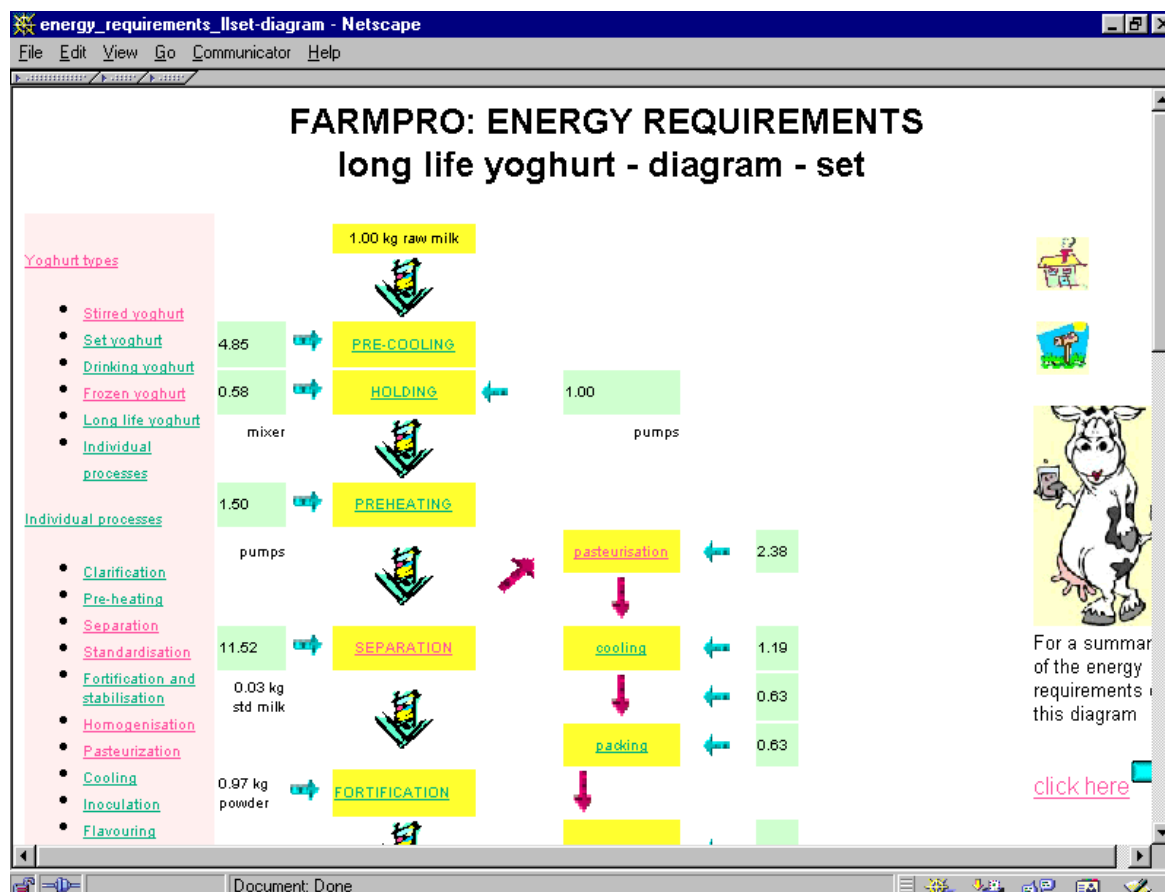 energy_requirements_llset-diagram - Netscape
File Edit View Go Communicator Help
FARMPRO: ENERGY REQUIREMENTS
long life yoghurt - diagram - set
Yoghurt types
Stirred yoghurt
Set yoghurt
Drinking yoghurt
Frozen yoghurt
Long life yoghurt
Individual
processes
Individual processes
Clarification
Pre-heating
Separation
Standardisation
Fortification and
stabilisation
Homogenisation
Pasteurization
Cooling
Inoculation
Flavouring
1.00 kg raw milk
4.85 PRE-COOLING
0.58 HOLDING 1.00
mixer pumps
1.50 PREHEATING
pumps
pasteurisation 2.38
11.52 SEPARATION cooling 1.19
0.03 kg
std milk
0.63
packing 0.63
0.97 kg
powder
FORTIFICATION
For a summar
of the energy
requirements
this diagram
click here
Document: Done